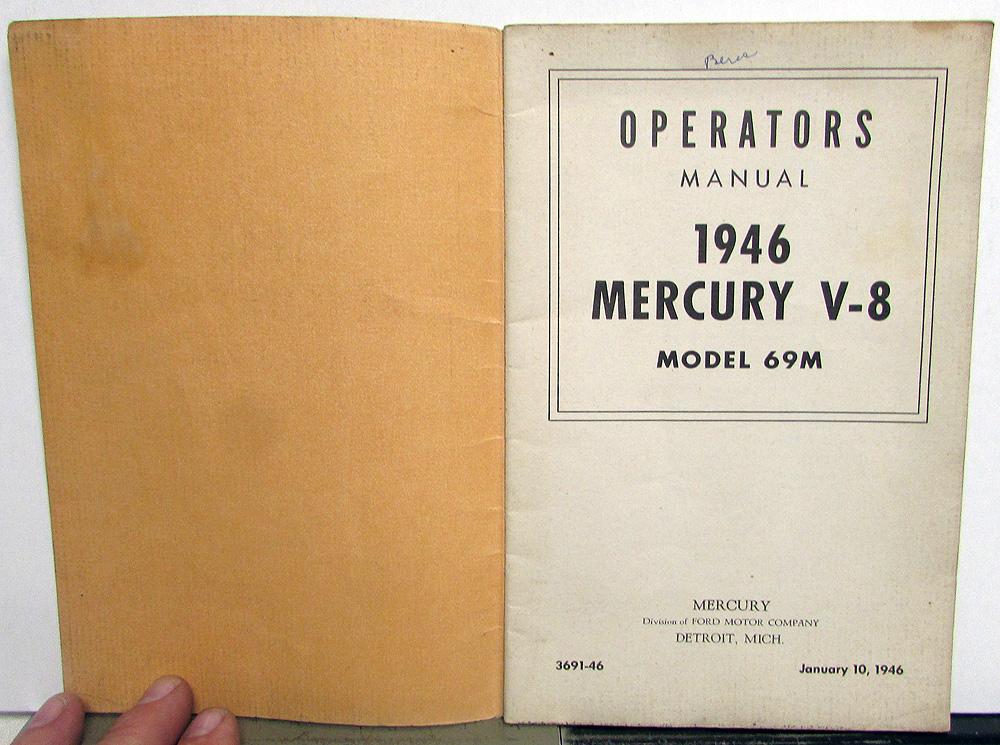 OPERATORS
MANUAL
1946
MERCURY V-8
MODEL 69M
MERCURY
Division of FORD MOTOR COMPANY
DETROIT, MICH.
3691-46 January 10, 1946